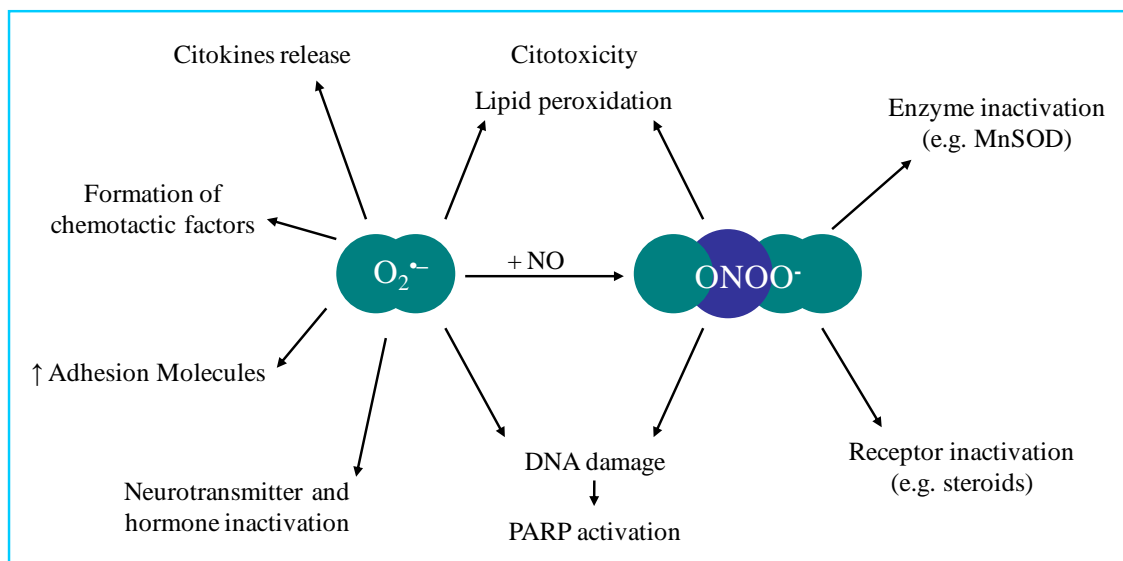 Citokines release
Citotoxicity
Lipid peroxidation
Enzyme inactivation
(e.g. MnSOD)
Formation of
chemotactic factors
O₂•–
+ NO
ONOO-
↑ Adhesion Molecules
Neurotransmitter and
hormone inactivation
DNA damage
PARP activation
Receptor inactivation
(e.g. steroids)